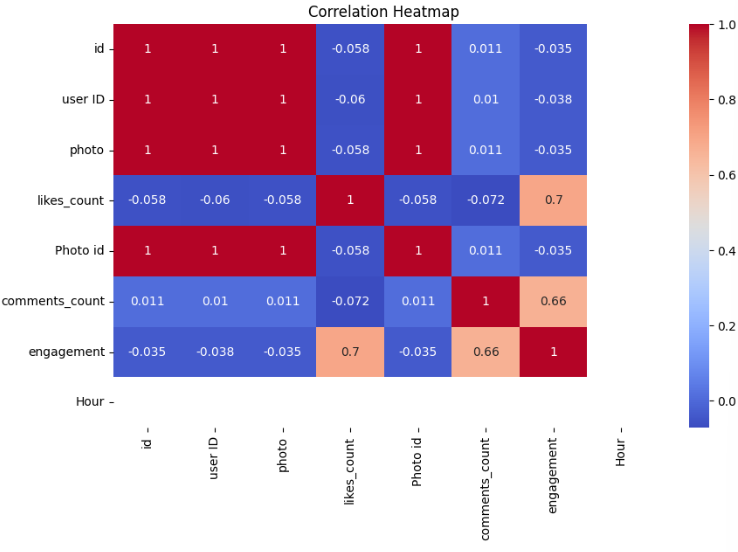 Correlation Heatmap
id 1 1 1 -0.058 1 0.011 -0.035
user ID 1 1 1 -0.06 1 0.01 -0.038
photo 1 1 1 -0.058 1 0.011 -0.035
likes_count -0.058 -0.06 -0.058 1 -0.058 -0.072 0.7
Photo id 1 1 1 -0.058 1 0.011 -0.035
comments_count 0.011 0.01 0.011 -0.072 0.011 1 0.66
engagement -0.035 -0.038 -0.035 0.7 -0.035 0.66 1
Hour
id
user ID
photo
likes_count
Photo id
comments_count
engagement
Hour
1.0
0.8
0.6
0.4
0.2
0.0